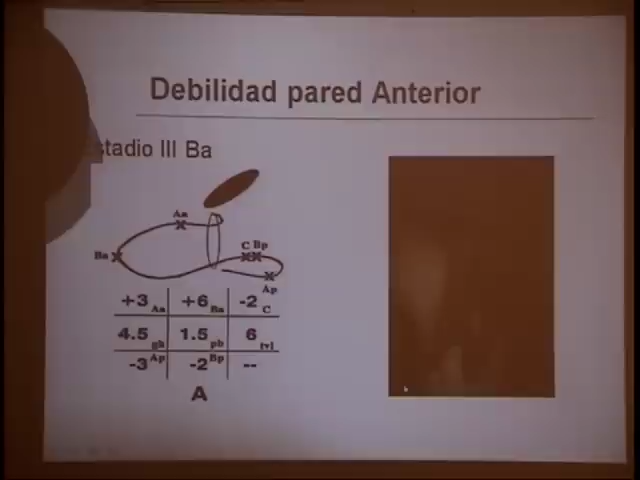 Debilidad pared Anterior
stadio III Ba
Aa
Ba
C Bp
Ap
+3 Aa +6 Ba -2 C
4.5 gh 1.5 pb 6 tvl
-3 Ap -2 Bp --
A